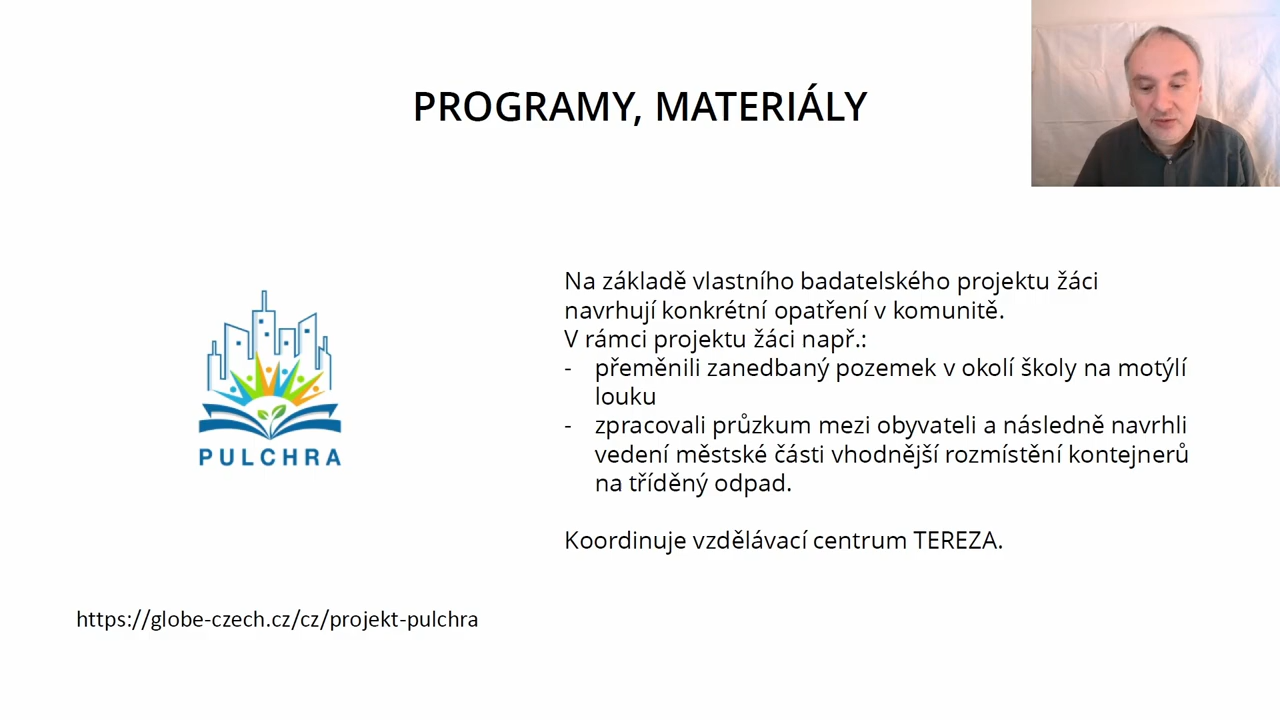 PROGRAMY, MATERIÁLY
Na základě vlastního badatelského projektu žáci
navrhují konkrétní opatření v komunitě.
V rámci projektu žáci např.:
- přeměnili zanedbaný pozemek v okolí školy na motýlí
louku
- zpracovali průzkum mezi obyvateli a následně navrhli
vedení městské části vhodnější rozmístění kontejnerů
na tříděný odpad.
Koordinuje vzdělávací centrum TEREZA.
PULCHRA
https://globe-czech.cz/cz/projekt-pulchra